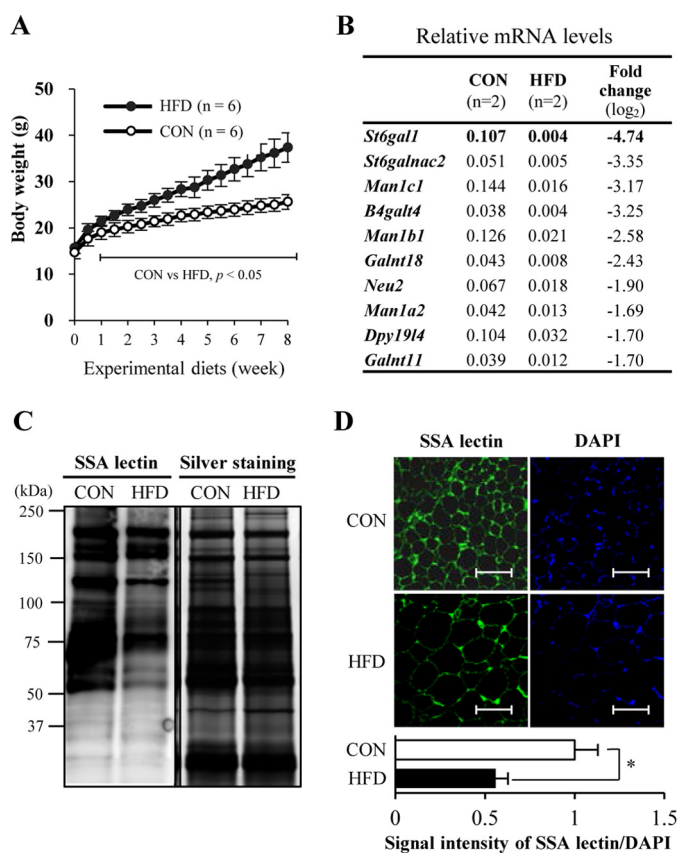 A
Body weight (g)
50
40
30
20
10
0
HFD (n = 6)
CON (n = 6)
CON vs HFD, p < 0.05
0 1 2 3 4 5 6 7 8
Experimental diets (week)
B
Relative mRNA levels
CON (n=2) HFD (n=2) Fold change (log2)
St6gal1 0.107 0.004 -4.74
St6galnac2 0.051 0.005 -3.35
Man1c1 0.144 0.016 -3.17
B4galt4 0.038 0.004 -3.25
Man1b1 0.126 0.021 -2.58
Galnt18 0.043 0.008 -2.43
Neu2 0.067 0.018 -1.90
Man1a2 0.042 0.013 -1.69
Dpy19l4 0.104 0.032 -1.70
Galnt11 0.039 0.012 -1.70
C
SSA lectin Silver staining
(kDa) CON HFD CON HFD
250
150
100
75
50
37
D
SSA lectin DAPI
CON
HFD
CON
HFD
*
0 0.5 1 1.5
Signal intensity of SSA lectin/DAPI